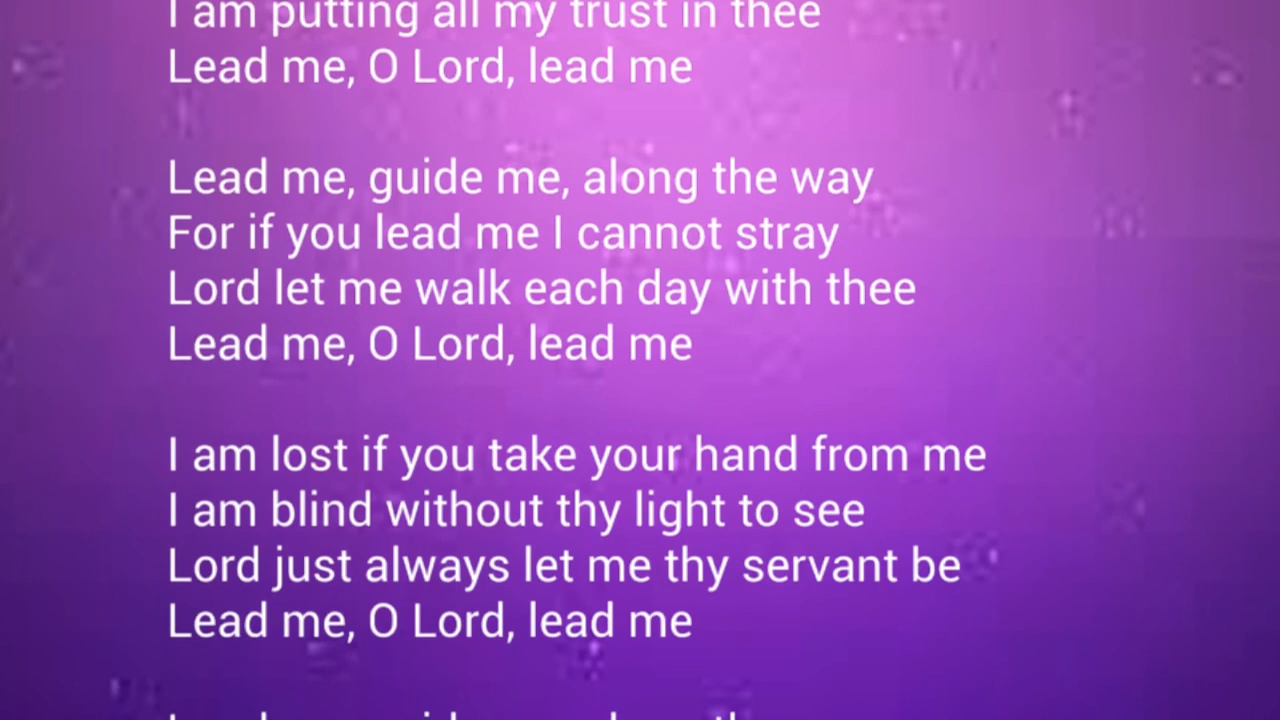 I am putting all my trust in thee
Lead me, O Lord, lead me
Lead me, guide me, along the way
For if you lead me I cannot stray
Lord let me walk each day with thee
Lead me, O Lord, lead me
I am lost if you take your hand from me
I am blind without thy light to see
Lord just always let me thy servant be
Lead me, O Lord, lead me